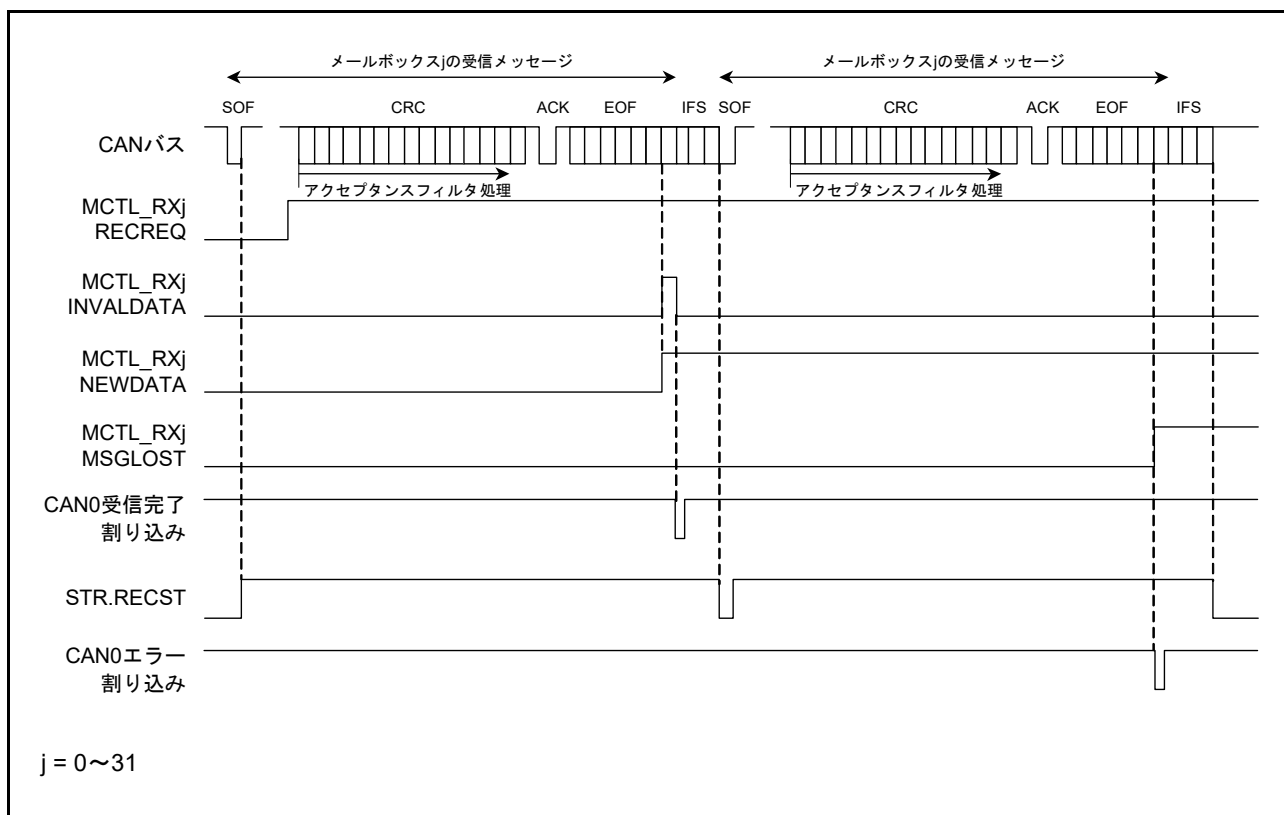 メールボックスjの受信メッセージ メールボックスjの受信メッセージ
SOF CRC ACK EOF IFS SOF CRC ACK EOF IFS
CANバス
アクセプタンスフィルタ処理 アクセプタンスフィルタ処理
MCTL_RXj
RECREQ
MCTL_RXj
INVALDATA
MCTL_RXj
NEWDATA
MCTL_RXj
MSGLOST
CAN0受信完了
割り込み
STR.RECST
CAN0エラー
割り込み
j = 0～31